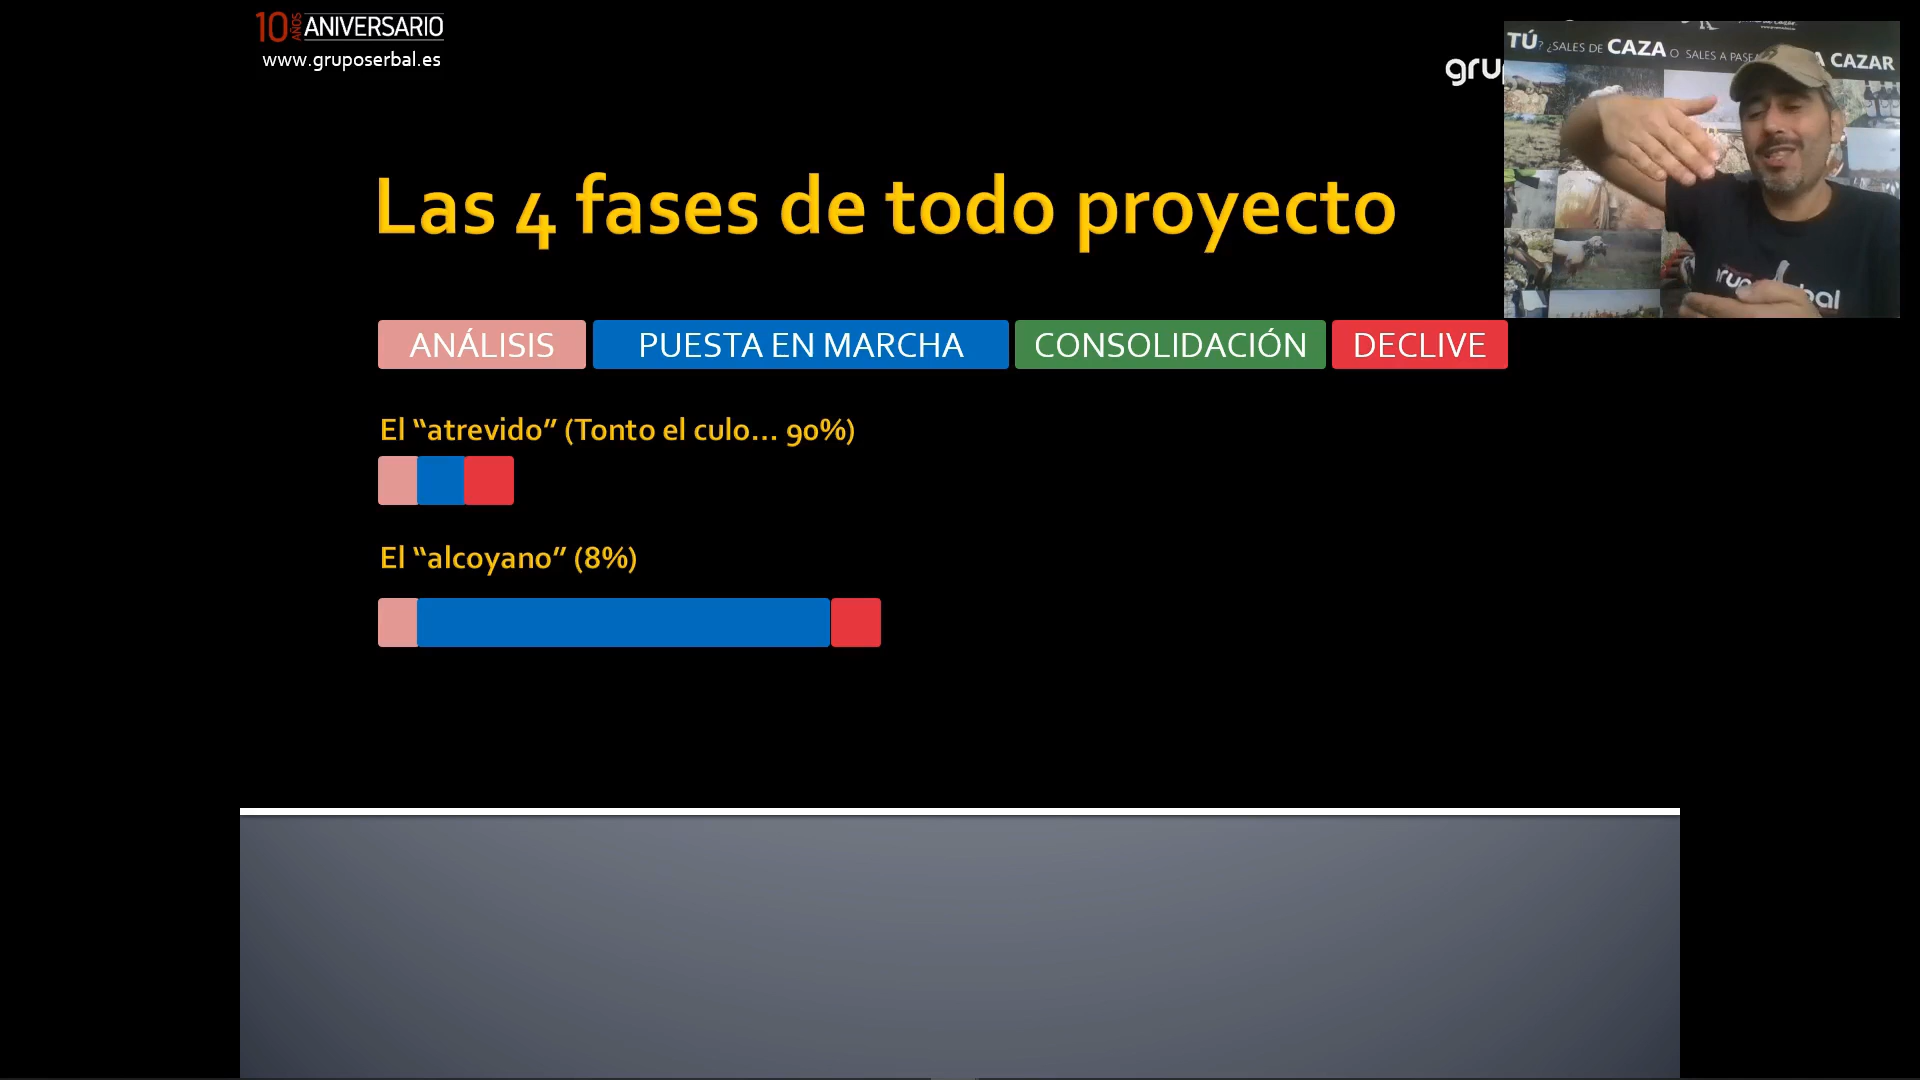 10 AÑOS ANIVERSARIO
www.gruposerbal.es
TÚ? ¿SALES DE CAZA O SALES A PASEA A CAZAR
Las 4 fases de todo proyecto
ANÁLISIS PUESTA EN MARCHA CONSOLIDACIÓN DECLIVE
El “atrevido” (Tonto el culo... 90%)
El “alcoyano” (8%)